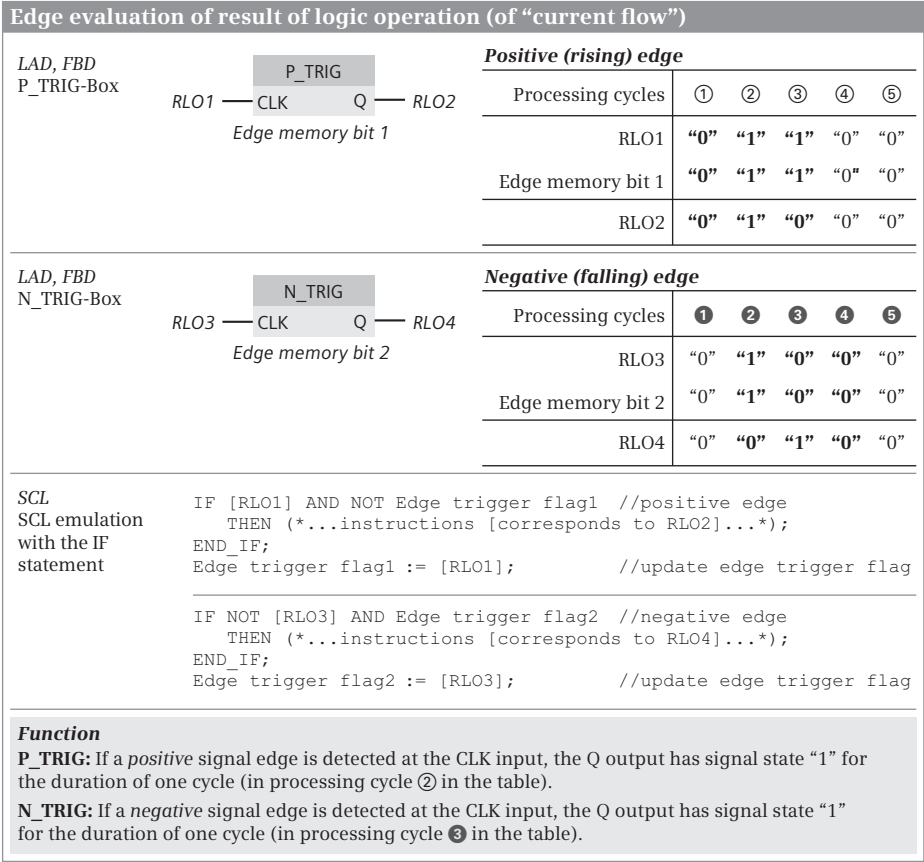 Edge evaluation of result of logic operation (of “current flow”)
LAD, FBD
P_TRIG-Box
P_TRIG
RLO1 CLK Q RLO2
Edge memory bit 1
Positive (rising) edge
Processing cycles ① ② ③ ④ ⑤
RLO1 “0” “1” “1” “0” “0”
Edge memory bit 1 “0” “1” “1” “0" “0”
RLO2 “0” “1” “0” “0” “0”
LAD, FBD
N_TRIG-Box
N_TRIG
RLO3 CLK Q RLO4
Edge memory bit 2
Negative (falling) edge
Processing cycles ❶ ❷ ❸ ❹ ❺
RLO3 “0” “1” “0” “0” “0”
Edge memory bit 2 “0” “1” “0” “0” “0”
RLO4 “0” “0” “1” “0” “0”
SCL
SCL emulation
with the IF
statement
IF [RLO1] AND NOT Edge trigger flag1 //positive edge
THEN (*...instructions [corresponds to RLO2]...*);
END_IF;
Edge trigger flag1 := [RLO1]; //update edge trigger flag
IF NOT [RLO3] AND Edge trigger flag2 //negative edge
THEN (*...instructions [corresponds to RLO4]...*);
END_IF;
Edge trigger flag2 := [RLO3]; //update edge trigger flag
Function
P_TRIG: If a positive signal edge is detected at the CLK input, the Q output has signal state “1” for
the duration of one cycle (in processing cycle ② in the table).
N_TRIG: If a negative signal edge is detected at the CLK input, the Q output has signal state “1”
for the duration of one cycle (in processing cycle ❸ in the table).